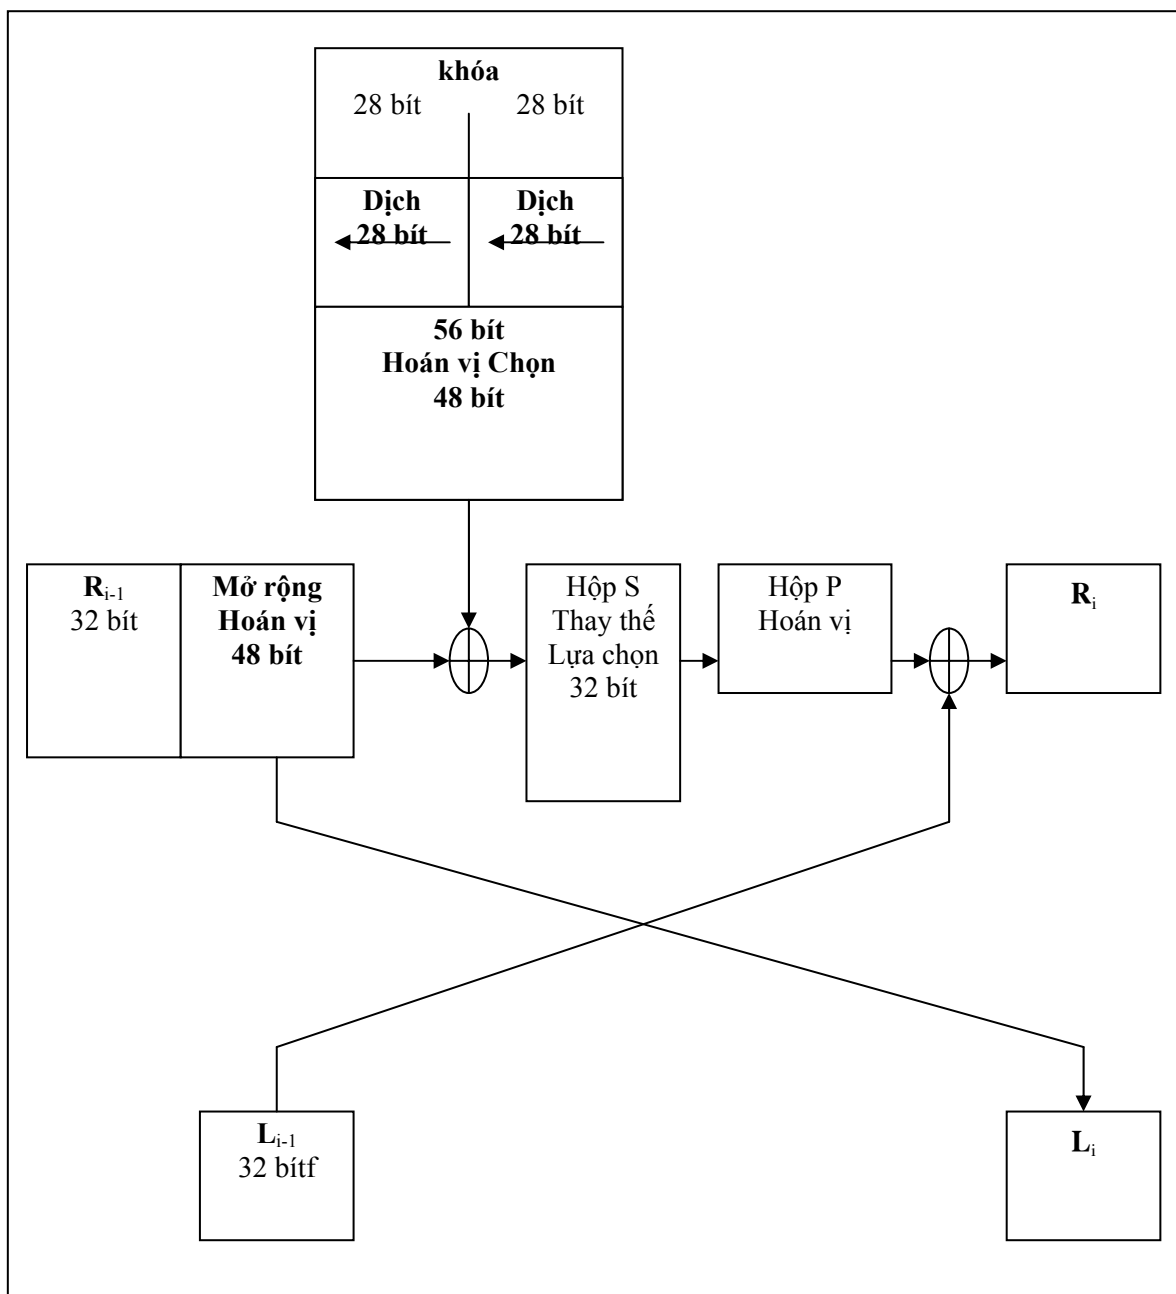 khóa
28 bít 28 bít
Dịch Dịch
28 bít 28 bít
56 bít
Hoán vị Chọn
48 bít
Ri-1
32 bít
Mở rộng
Hoán vị
48 bít
Hộp S
Thay thế
Lựa chọn
32 bít
Hộp P
Hoán vị
Ri
Li-1
32 bítf
Li